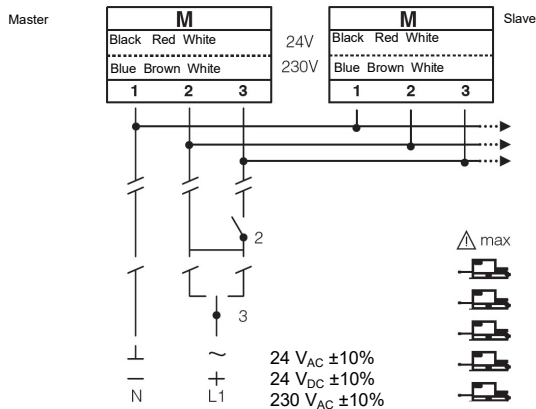 Master
M
M
Slave
Black Red White
24V
Black Red White
Blue Brown White
230V
Blue Brown White
1 2 3
1 2 3
2
⚠ max
3
⊥ ~ 24 VAC ±10%
− + 24 VDC ±10%
N L1 230 VAC ±10%